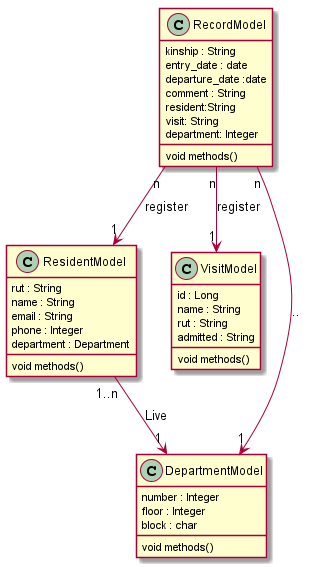 C RecordModel
kinship : String
entry_date : date
departure_date :date
comment : String
resident:String
visit: String
department: Integer
void methods()
n n n
register register
1 1
C ResidentModel
rut : String
name : String
email : String
phone : Integer
department : Department
void methods()
C VisitModel
id : Long
name : String
rut : String
admitted : String
void methods()
..
1..n
Live
1 1
C DepartmentModel
number : Integer
floor : Integer
block : char
void methods()